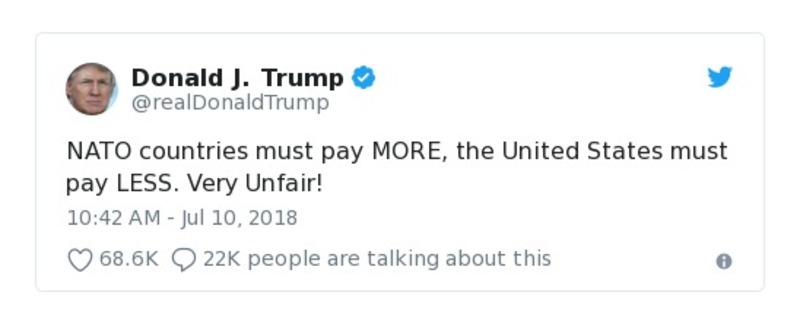 Donald J. Trump
@realDonaldTrump
NATO countries must pay MORE, the United States must
pay LESS. Very Unfair!
10:42 AM - Jul 10, 2018
68.6K 22K people are talking about this